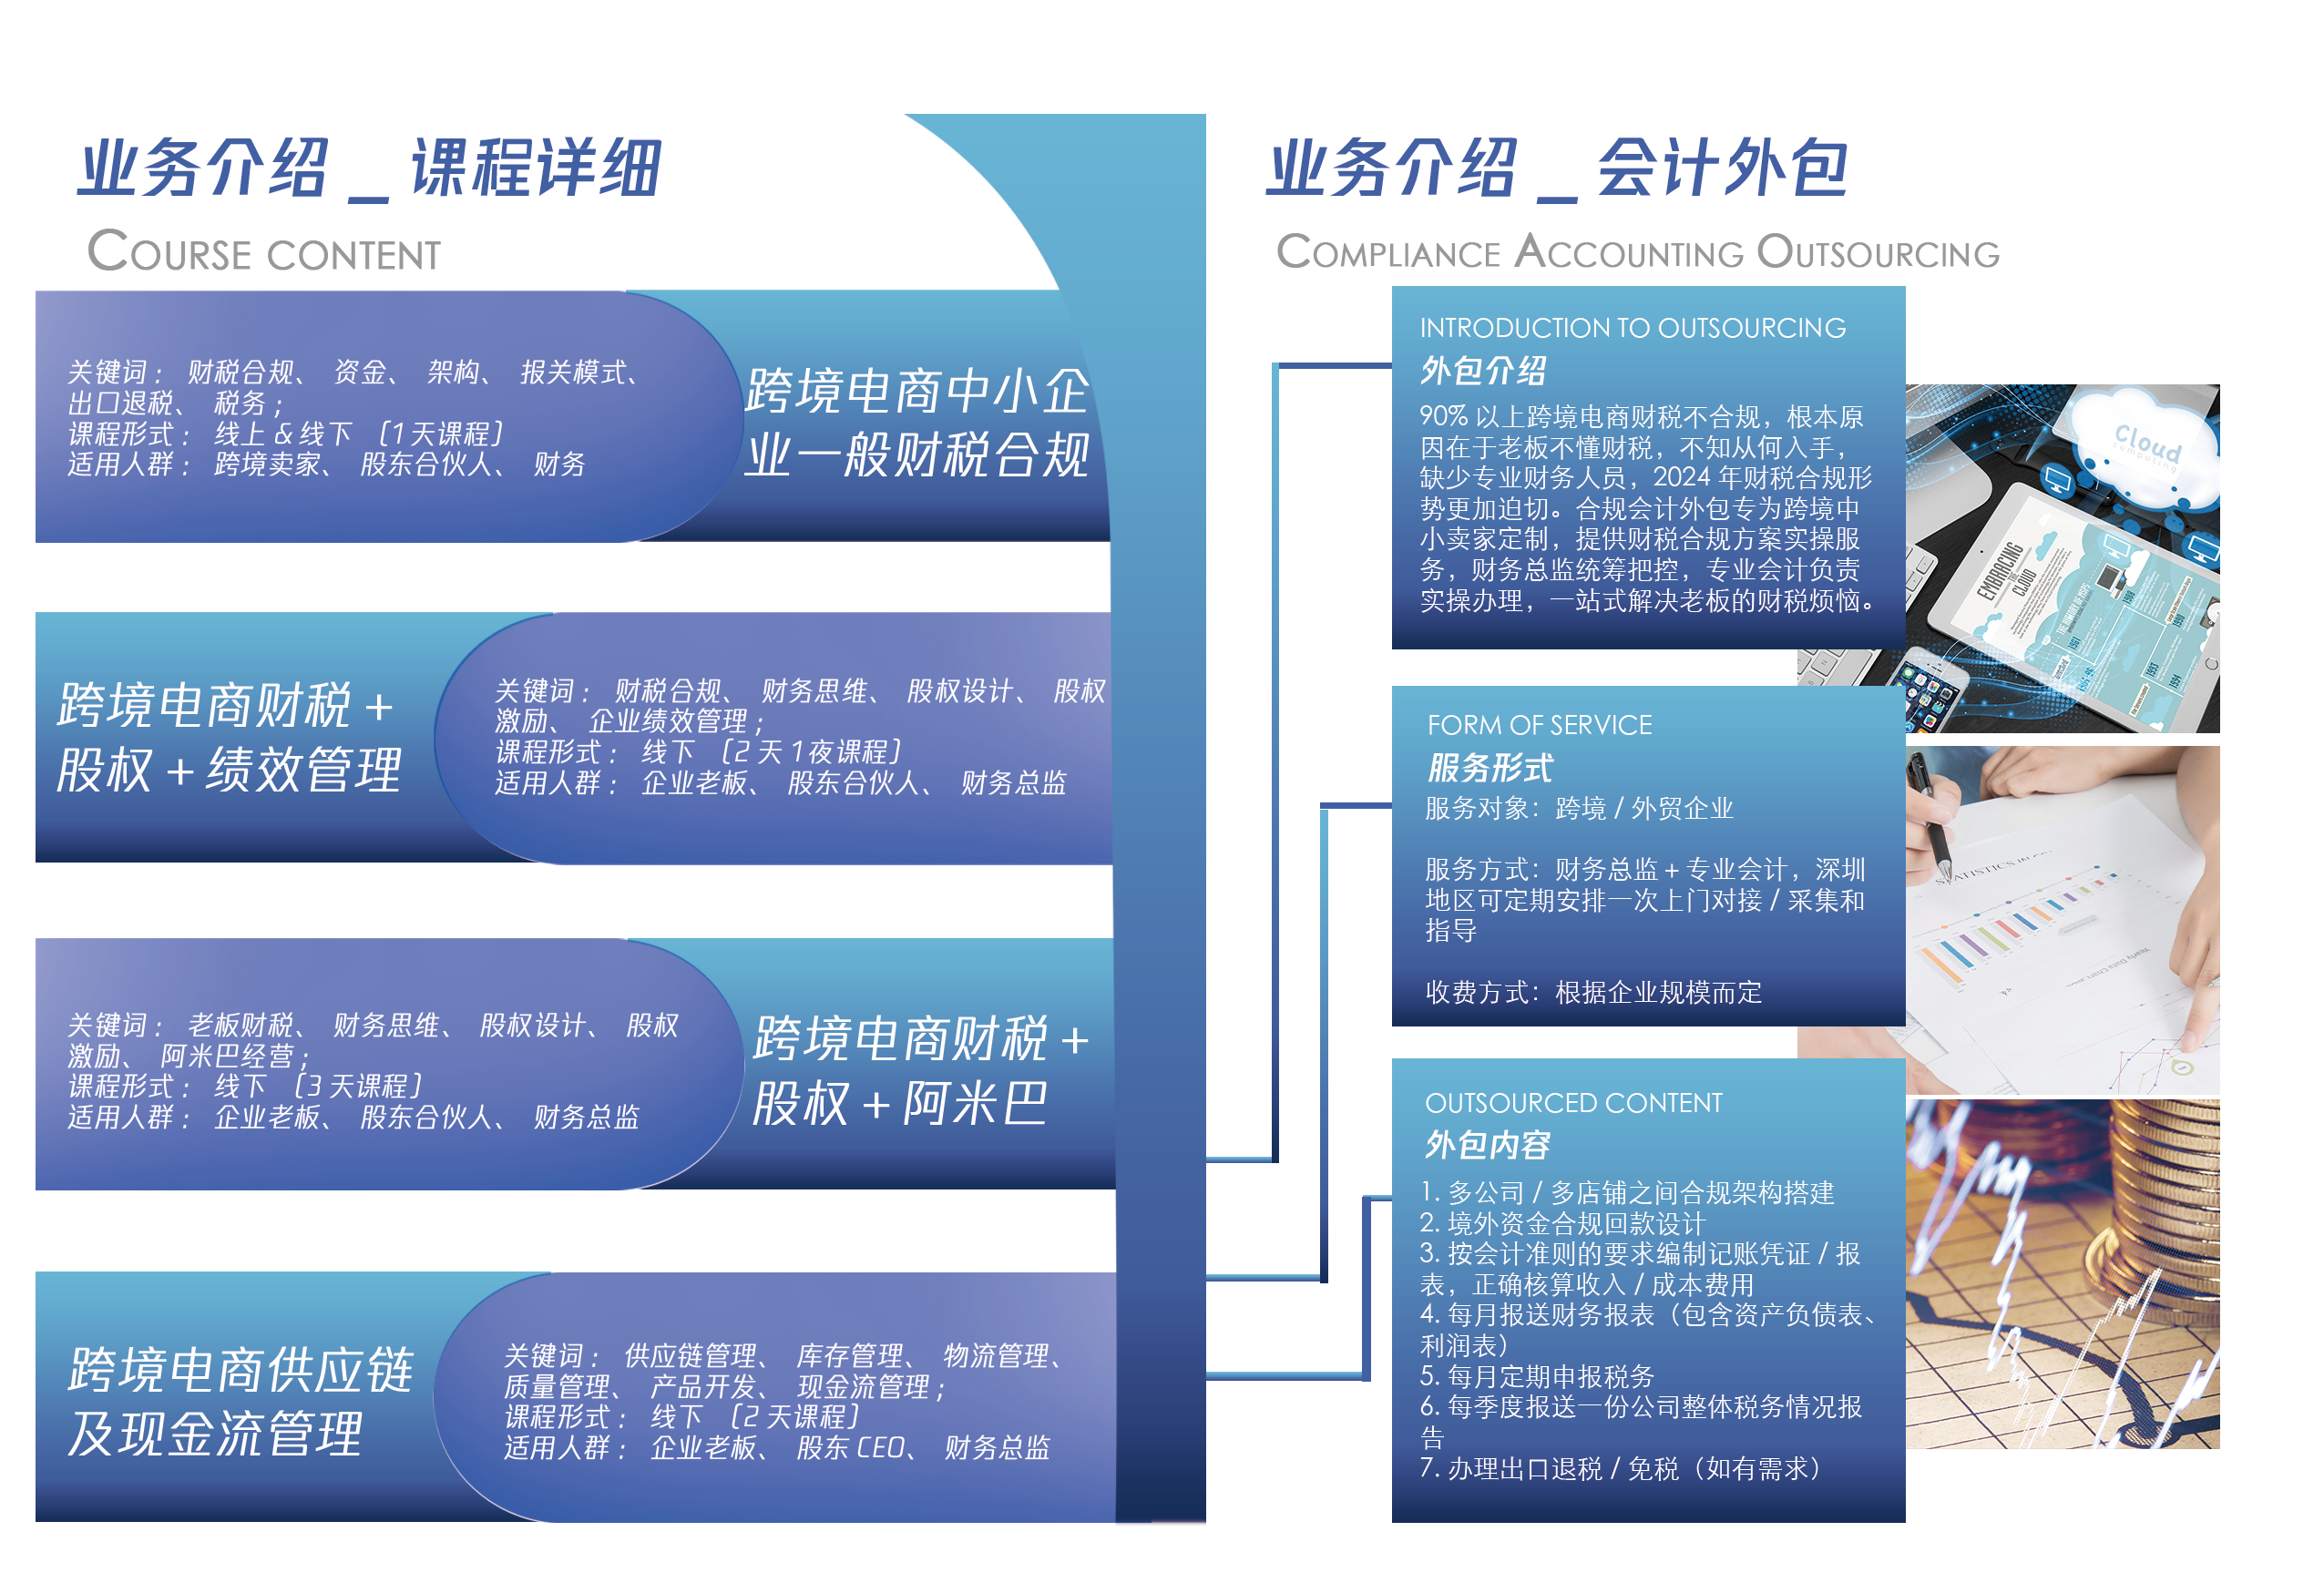 业务介绍_课程详细
COURSE CONTENT
关键词： 财税合规、 资金、 架构、 报关模式、
出口退税、 税务；
课程形式： 线上&线下 （1天课程）
适用人群： 跨境卖家、 股东合伙人、 财务
跨境电商中小企
业一般财税合规
跨境电商财税+
股权+绩效管理
关键词： 财税合规、 财务思维、 股权设计、 股权
激励、 企业绩效管理；
课程形式： 线下 （2天1夜课程）
适用人群： 企业老板、 股东合伙人、 财务总监
关键词： 老板财税、 财务思维、 股权设计、 股权
激励、 阿米巴经营；
课程形式： 线下 （3天课程）
适用人群： 企业老板、 股东合伙人、 财务总监
跨境电商财税+
股权+阿米巴
跨境电商供应链
及现金流管理
关键词： 供应链管理、 库存管理、 物流管理、
质量管理、 产品开发、 现金流管理；
课程形式： 线下 （2天课程）
适用人群： 企业老板、 股东CEO、 财务总监
业务介绍_会计外包
COMPLIANCE ACCOUNTING OUTSOURCING
INTRODUCTION TO OUTSOURCING
外包介绍
90%以上跨境电商财税不合规，根本原
因在于老板不懂财税，不知从何入手，
缺少专业财务人员，2024年财税合规形
势更加迫切。合规会计外包专为跨境中
小卖家定制，提供财税合规方案实操服
务，财务总监统筹把控，专业会计负责
实操办理，一站式解决老板的财税烦恼。
FORM OF SERVICE
服务形式
服务对象：跨境/外贸企业
服务方式：财务总监+专业会计，深圳
地区可定期安排一次上门对接/采集和
指导
收费方式：根据企业规模而定
OUTSOURCED CONTENT
外包内容
1. 多公司/多店铺之间合规架构搭建
2. 境外资金合规回款设计
3. 按会计准则的要求编制记账凭证/报
表，正确核算收入/成本费用
4. 每月报送财务报表（包含资产负债表、
利润表）
5. 每月定期申报税务
6. 每季度报送一份公司整体税务情况报
告
7. 办理出口退税/免税（如有需求）
Cloud
computing
EMBRACING
THE
CLOUD
1961
1988
1990
1993
1994
STATISTICS IN
Yearly Data Chart